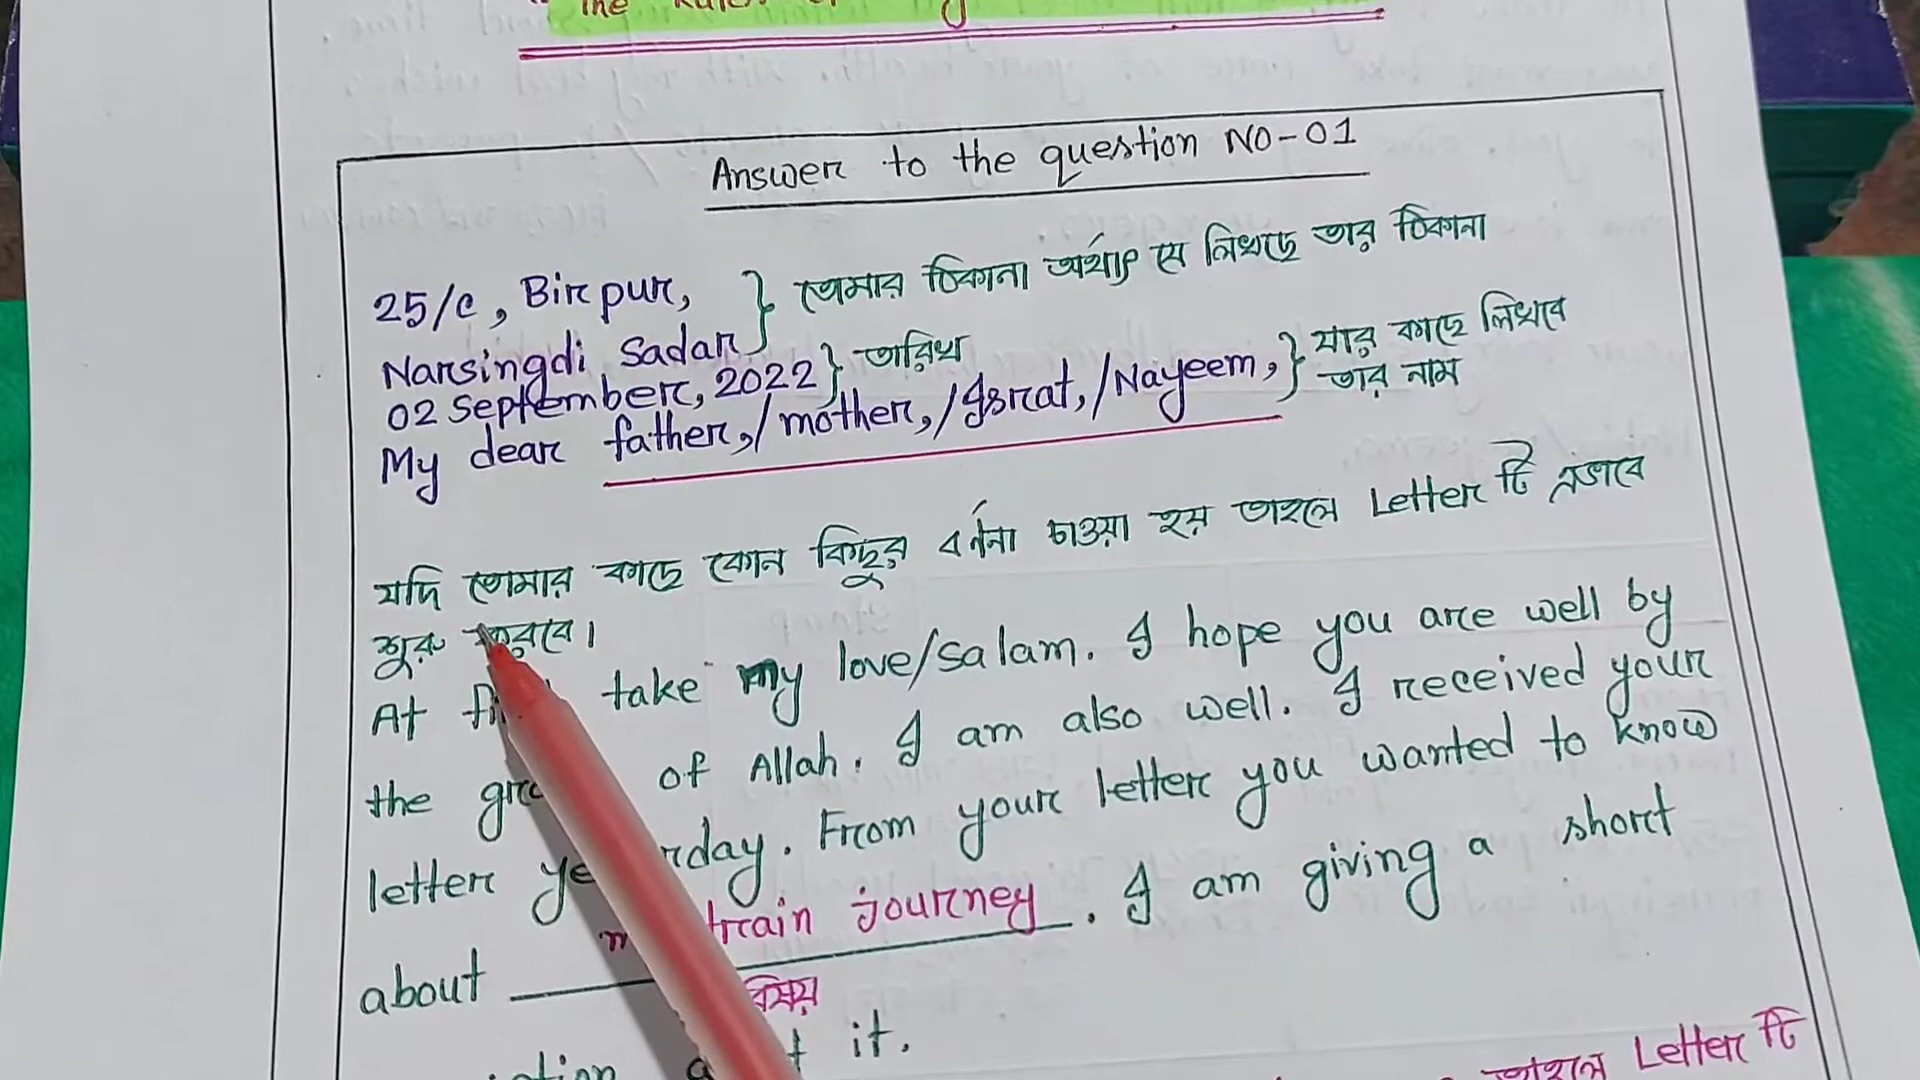 Answer to the question NO-01
25/c, Birpur, } তোমার ঠিকানা অর্থাৎ যে লিখছে তার ঠিকানা
Narsingdi Sadar
02 September, 2022 } তারিখ
My dear father,/mother,/Israt,/Nayeem, } যার কাছে লিখবে তার নাম
যদি তোমার কাছে কোন কিছুর বর্ননা চাওয়া হয় তাহলে Letter টি এভাবে
শুরু করবে।
At take my love/salam. I hope you are well by
the of Allah. I am also well. I received your
letter. From your letter you wanted to know
about train journey. I am giving a short
বিষয়
it.
তাহলে Letter টি